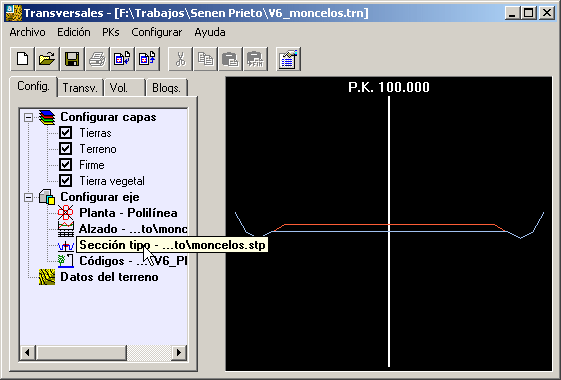 Transversales - [F:\Trabajos\Senen Prieto\V6_moncelos.trn]
Archivo Edición PKs Configurar Ayuda
Config. Transv. Vol. Bloqs.
P.K. 100.000
Configurar capas
Tierras
Terreno
Firme
Tierra vegetal
Configurar eje
Planta - Polilínea
Alzado - ...to\monc
Sección tipo - ...to\moncelos.stp
Códigos - ...\V6_Pl
Datos del terreno